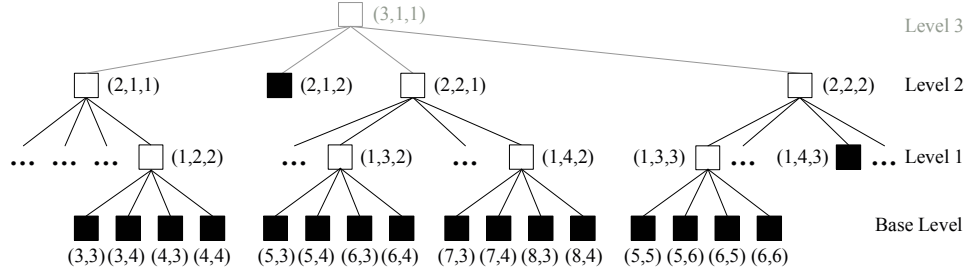 (3,1,1) Level 3
(2,1,1) (2,1,2) (2,2,1) (2,2,2) Level 2
... ... ... (1,2,2) ... (1,3,2) ... (1,4,2) (1,3,3) ... (1,4,3) ... Level 1
Base Level
(3,3) (3,4) (4,3) (4,4) (5,3) (5,4) (6,3) (6,4) (7,3) (7,4) (8,3) (8,4) (5,5) (5,6) (6,5) (6,6)